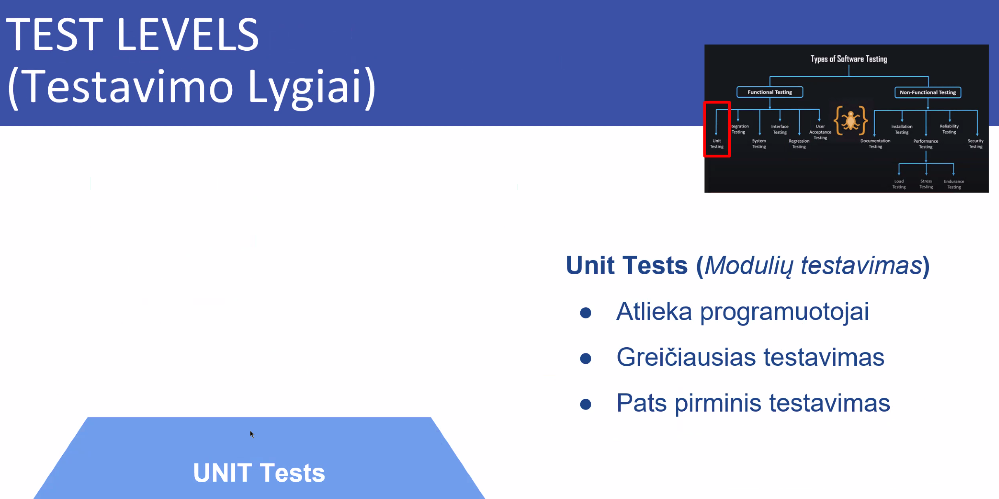 TEST LEVELS
(Testavimo Lygiai)
Types of Software Testing
Functional Testing
Non-Functional Testing
Unit
Testing
ntegration
Testing
System
Testing
Interface
Testing
Regression
Testing
User
Acceptance
Testing
Documentation
Testing
Installation
Testing
Performance
Testing
Reliability
Testing
Security
Testing
Load
Testing
Stress
Testing
Endurance
Testing
Unit Tests (Modulių testavimas)
● Atlieka programuotojai
● Greičiausias testavimas
● Pats pirminis testavimas
UNIT Tests